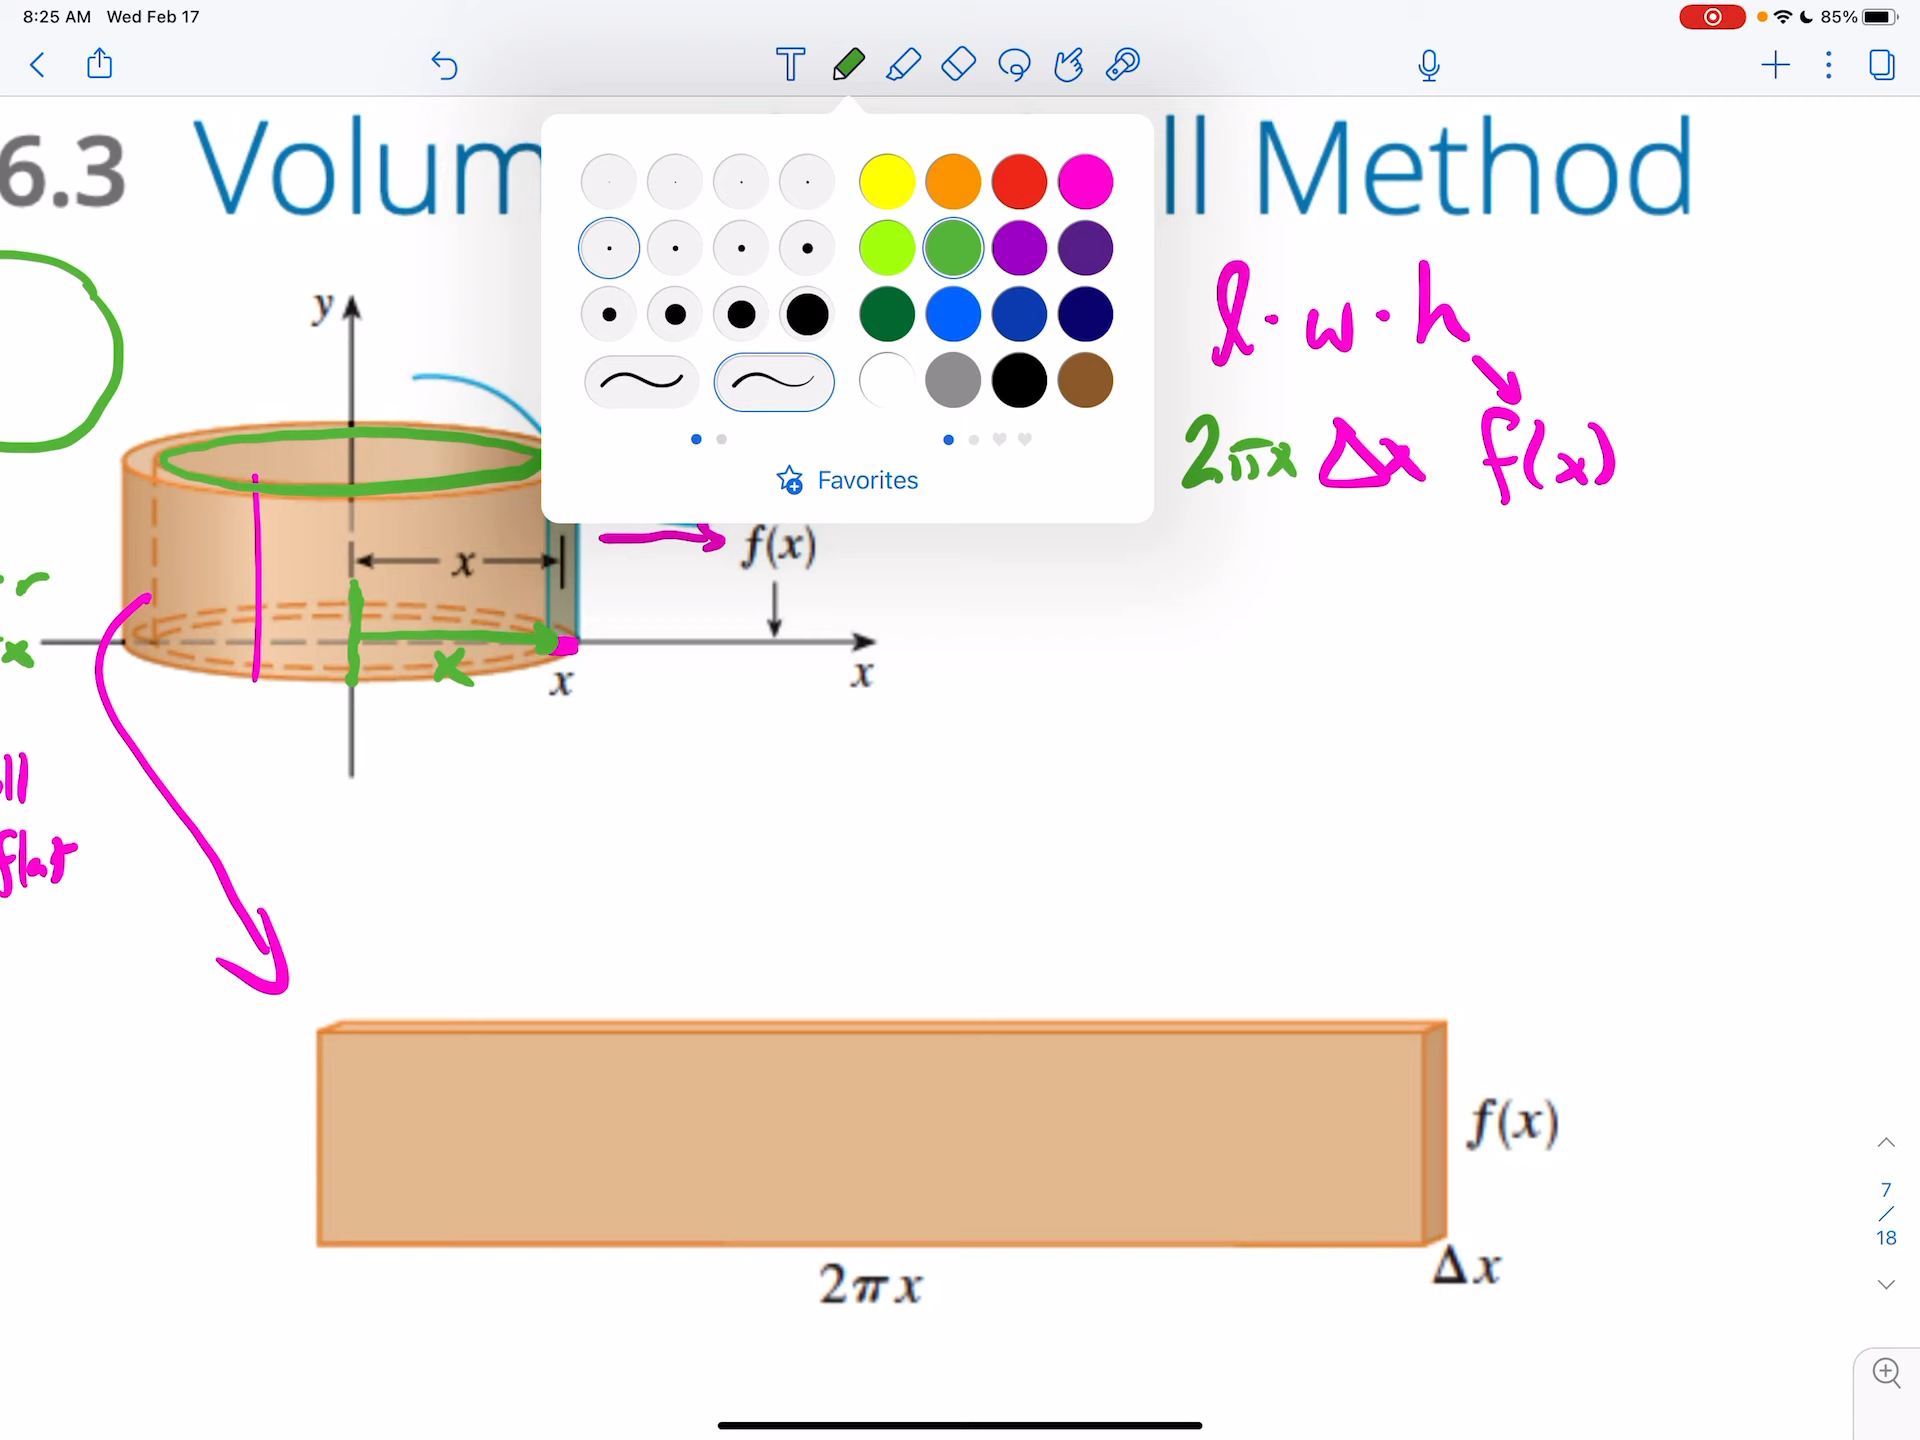 8:25 AM Wed Feb 17
85%
T
6.3 Volum ll Method
l · w · h
y
2πx Δx f(x)
Favorites
f(x)
x
r
x
x
x
x
ll
flat
f(x)
7
/
18
Δx
2πx